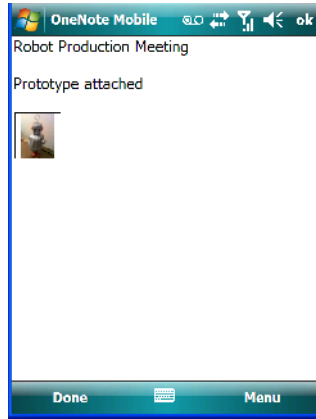 OneNote Mobile ok
Robot Production Meeting
Prototype attached
Done Menu